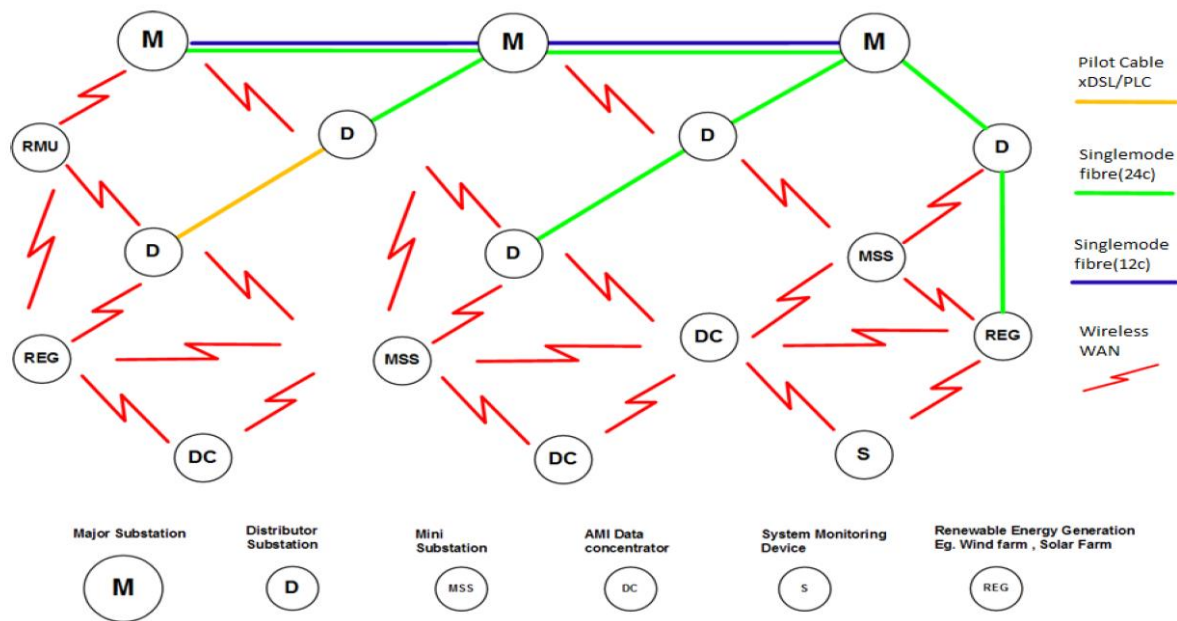 M
M
M
Pilot Cable
xDSL/PLC
RMU
D
D
D
Singlemode
fibre(24c)
D
D
MSS
Singlemode
fibre(12c)
REG
MSS
DC
REG
Wireless
WAN
DC
DC
S
Major Substation
Distributor
Substation
Mini
Substation
AMI Data
concentrator
System Monitoring
Device
Renewable Energy Generation
Eg. Wind farm , Solar Farm
M
D
MSS
DC
S
REG